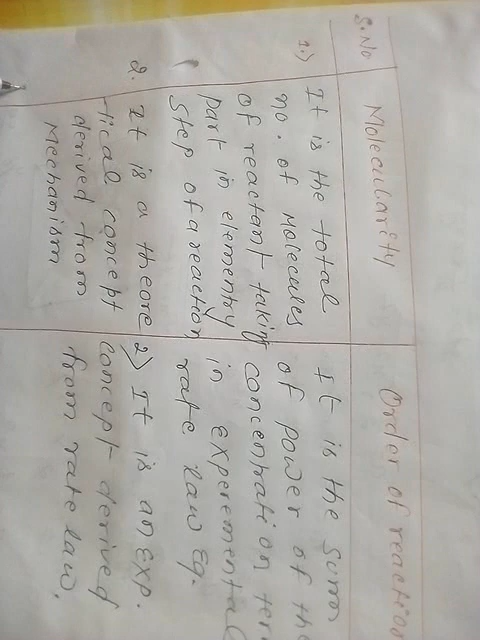 S.No
Molecularity
Order of reaction
1.)
It is the total
no. of molecules
of reactant taking
part in elementry
step of a reaction
It is the sum
of power of the
concentration term
in experemental
rate law eq.
2.
It is a theore
-tical concept
derived from
Mechanism
2) It is an exp.
concept derived
from rate law.